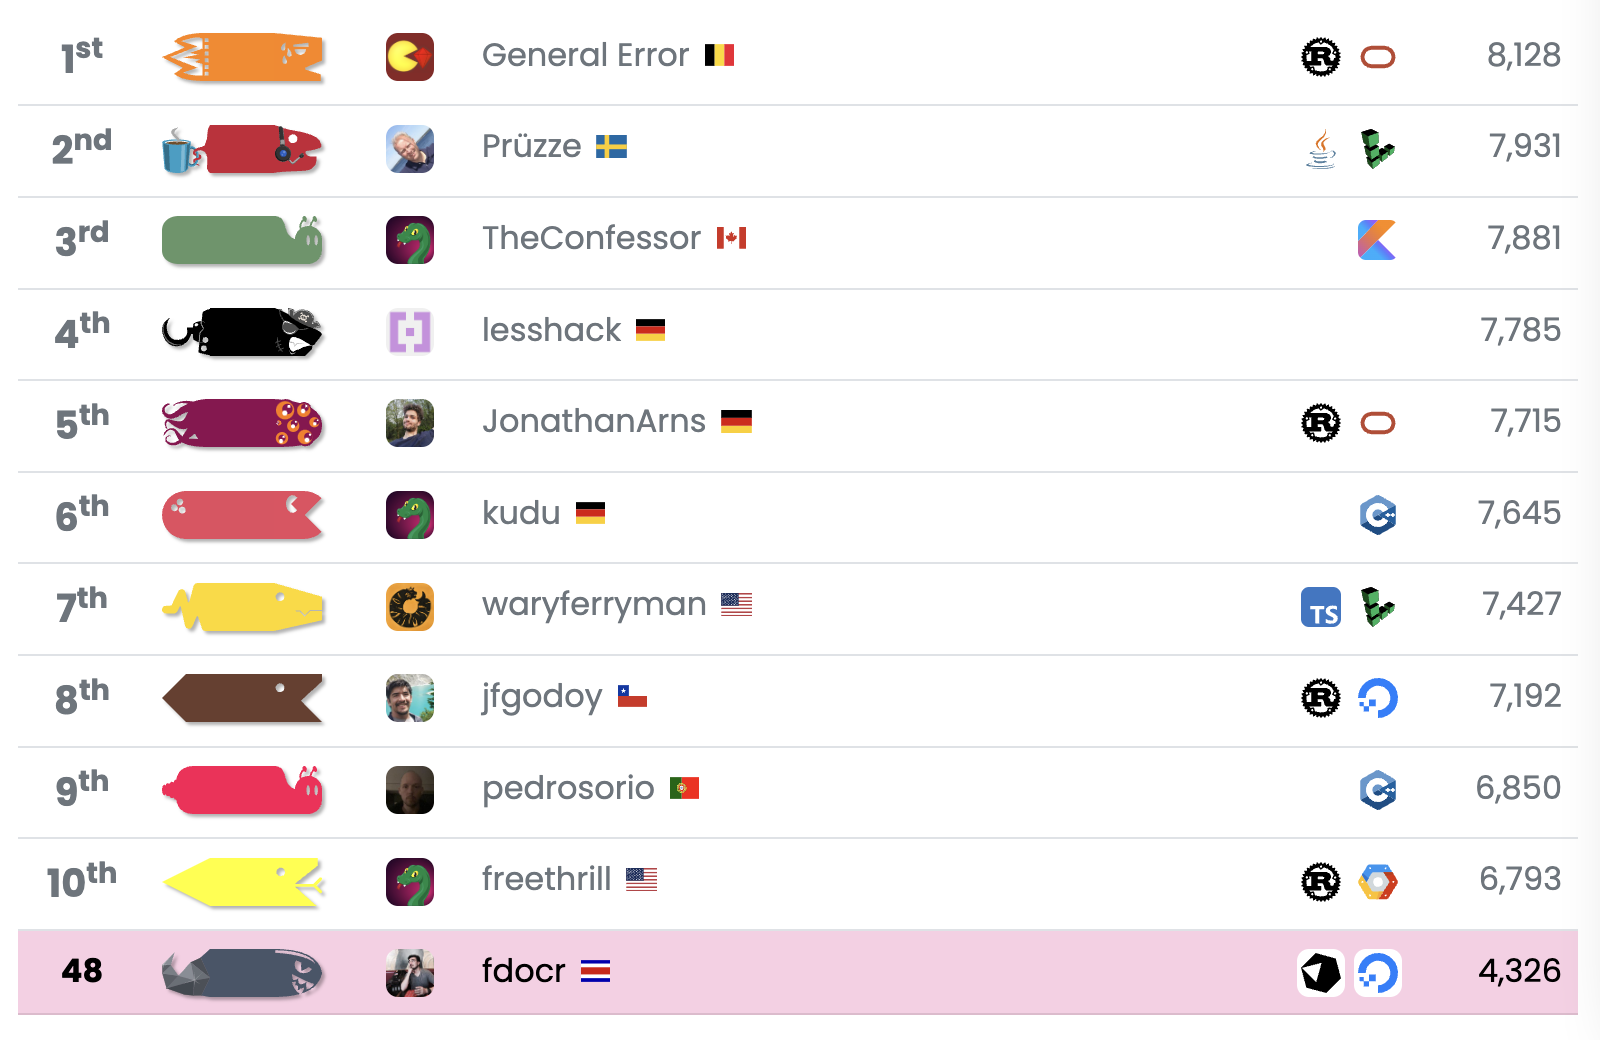 1st General Error 8,128
2nd Prüzze 7,931
3rd TheConfessor 7,881
4th lesshack 7,785
5th JonathanArns 7,715
6th kudu 7,645
7th waryferryman TS 7,427
8th jfgodoy 7,192
9th pedrosorio 6,850
10th freethrill 6,793
48 fdocr 4,326